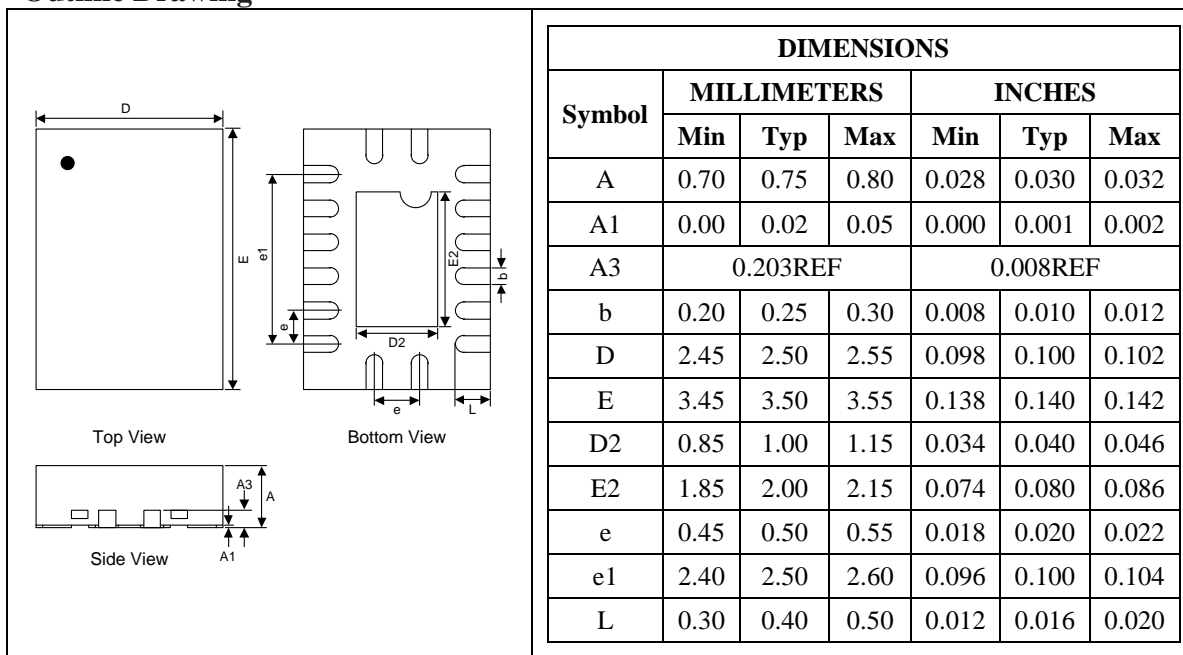 D
E
e1
e
D2
E2
b
e
L
Top View
Bottom View
A3
A
A1
Side View
DIMENSIONS
Symbol MILLIMETERS INCHES
Min Typ Max Min Typ Max
A 0.70 0.75 0.80 0.028 0.030 0.032
A1 0.00 0.02 0.05 0.000 0.001 0.002
A3 0.203REF 0.008REF
b 0.20 0.25 0.30 0.008 0.010 0.012
D 2.45 2.50 2.55 0.098 0.100 0.102
E 3.45 3.50 3.55 0.138 0.140 0.142
D2 0.85 1.00 1.15 0.034 0.040 0.046
E2 1.85 2.00 2.15 0.074 0.080 0.086
e 0.45 0.50 0.55 0.018 0.020 0.022
e1 2.40 2.50 2.60 0.096 0.100 0.104
L 0.30 0.40 0.50 0.012 0.016 0.020